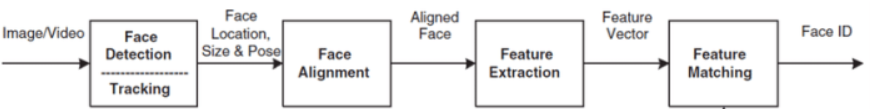 Image/Video
Face
Detection
Tracking
Face
Location,
Size & Pose
Face
Alignment
Aligned
Face
Feature
Extraction
Feature
Vector
Feature
Matching
Face ID